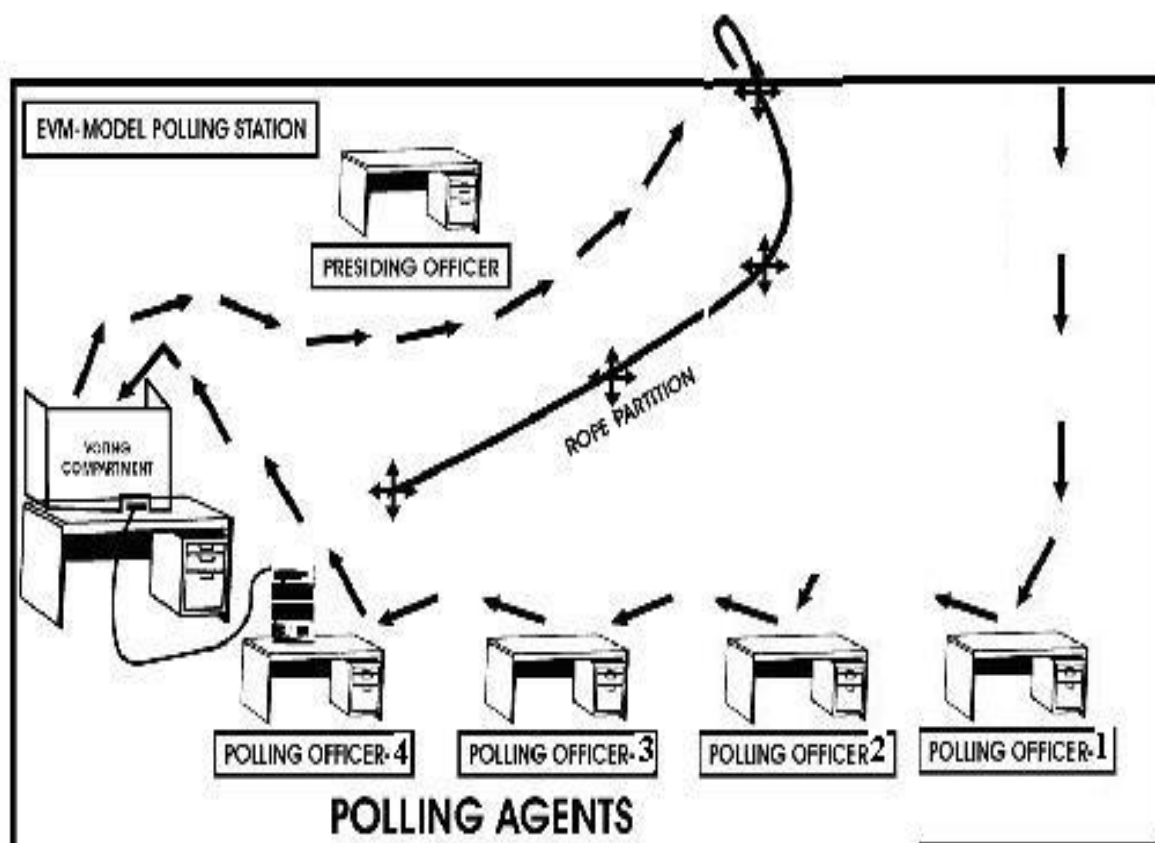 EVM-MODEL POLLING STATION
PRESIDING OFFICER
ROPE PARTITION
VOTING
COMPARTMENT
POLLING OFFICER-4
POLLING OFFICER-3
POLLING OFFICER2
POLLING OFFICER-1
POLLING AGENTS